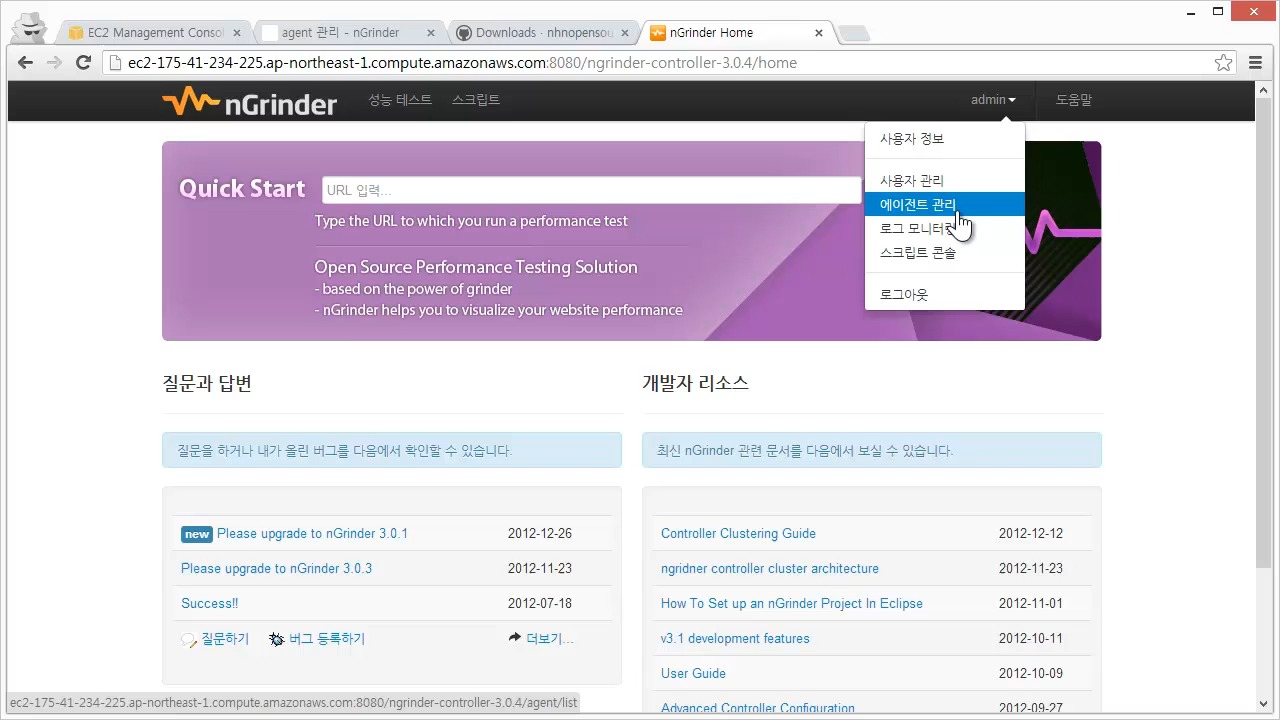 EC2 Management Consol
agent 관리 - nGrinder
Downloads · nhnopensou
nGrinder Home
ec2-175-41-234-225.ap-northeast-1.compute.amazonaws.com:8080/ngrinder-controller-3.0.4/home
nGrinder
성능 테스트
스크립트
admin
도움말
사용자 정보
사용자 관리
에이전트 관리
로그 모니터링
스크립트 콘솔
로그아웃
Quick Start
URL 입력...
Type the URL to which you run a performance test
Open Source Performance Testing Solution
- based on the power of grinder
- nGrinder helps you to visualize your website performance
질문과 답변
질문을 하거나 내가 올린 버그를 다음에서 확인할 수 있습니다.
new Please upgrade to nGrinder 3.0.1 2012-12-26
Please upgrade to nGrinder 3.0.3 2012-11-23
Success!! 2012-07-18
질문하기 버그 등록하기 더보기...
개발자 리소스
최신 nGrinder 관련 문서를 다음에서 보실 수 있습니다.
Controller Clustering Guide 2012-12-12
ngridner controller cluster architecture 2012-11-23
How To Set up an nGrinder Project In Eclipse 2012-11-01
v3.1 development features 2012-10-11
User Guide 2012-10-09
Advanced Controller Configuration 2012-09-27
ec2-175-41-234-225.ap-northeast-1.compute.amazonaws.com:8080/ngrinder-controller-3.0.4/agent/list